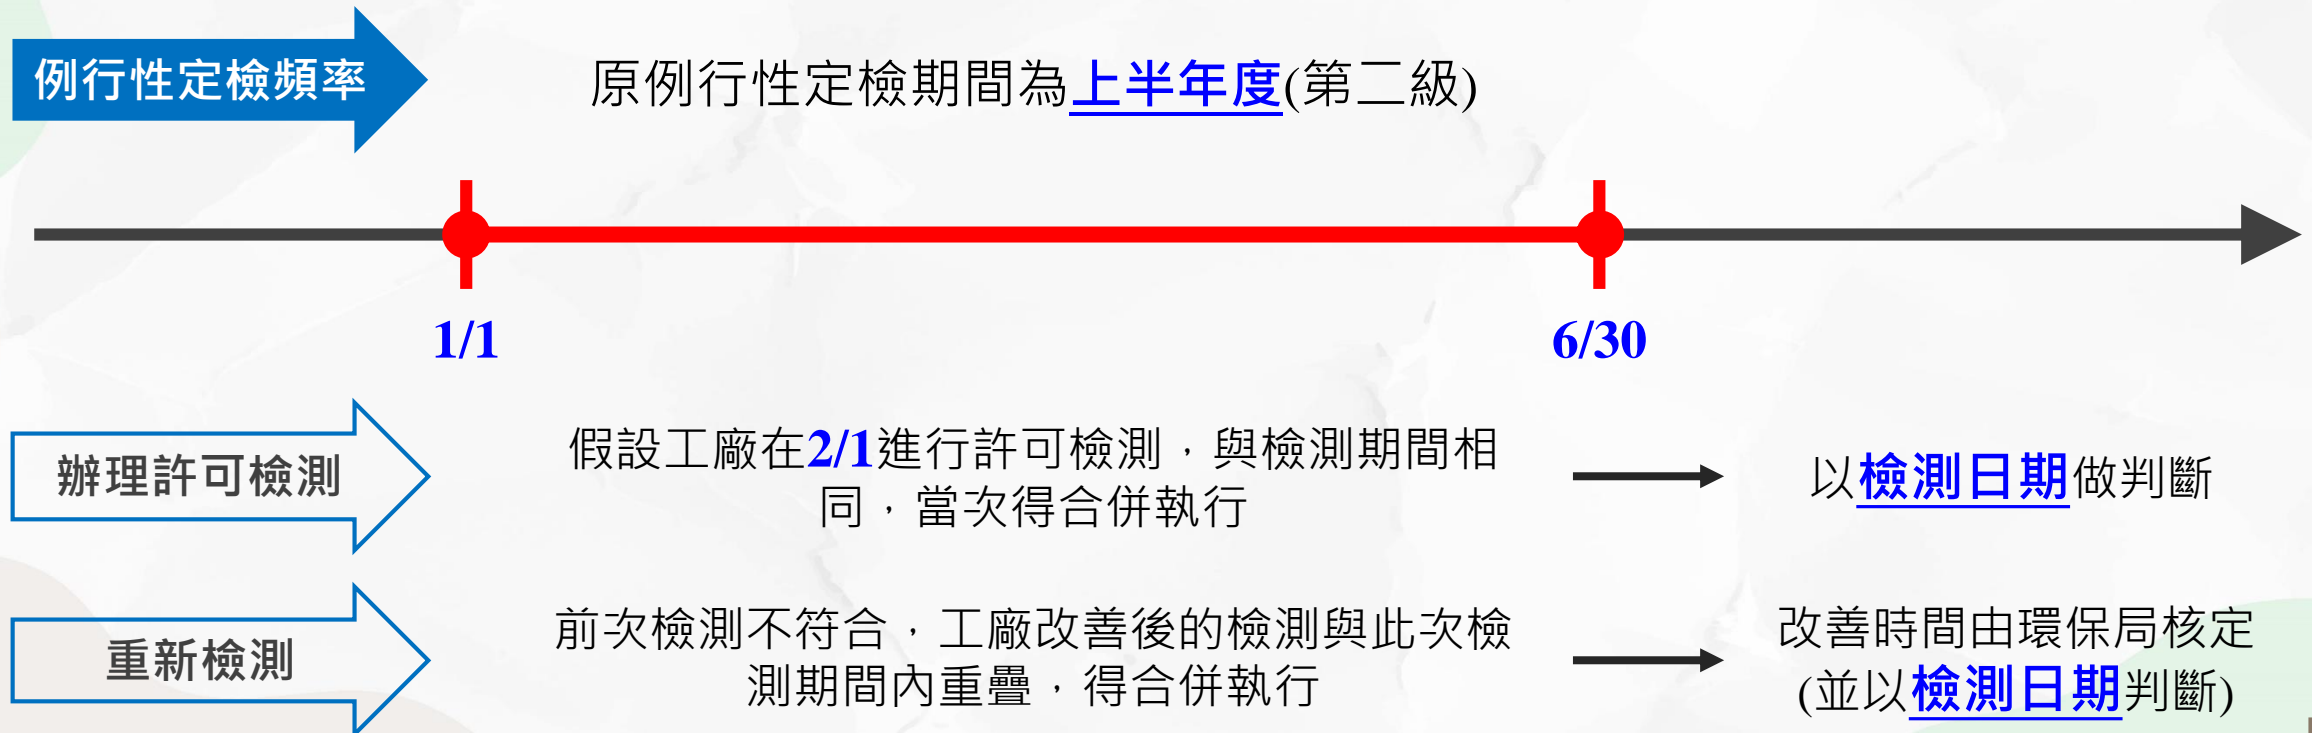 例行性定檢頻率
原例行性定檢期間為上半年度(第二級)
1/1
6/30
辦理許可檢測
假設工廠在2/1進行許可檢測，與檢測期間相
同，當次得合併執行
以檢測日期做判斷
重新檢測
前次檢測不符合，工廠改善後的檢測與此次檢
測期間內重疊，得合併執行
改善時間由環保局核定
(並以檢測日期判斷)